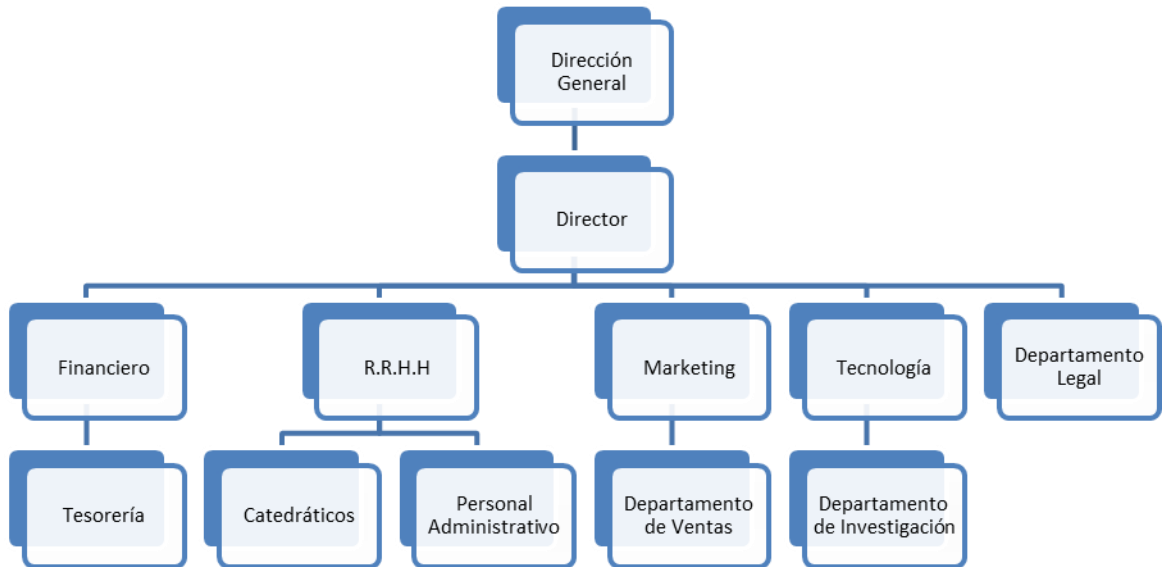 Dirección
General
Director
Financiero
R.R.H.H
Marketing
Tecnología
Departamento
Legal
Tesorería
Catedráticos
Personal
Administrativo
Departamento
de Ventas
Departamento
de Investigación